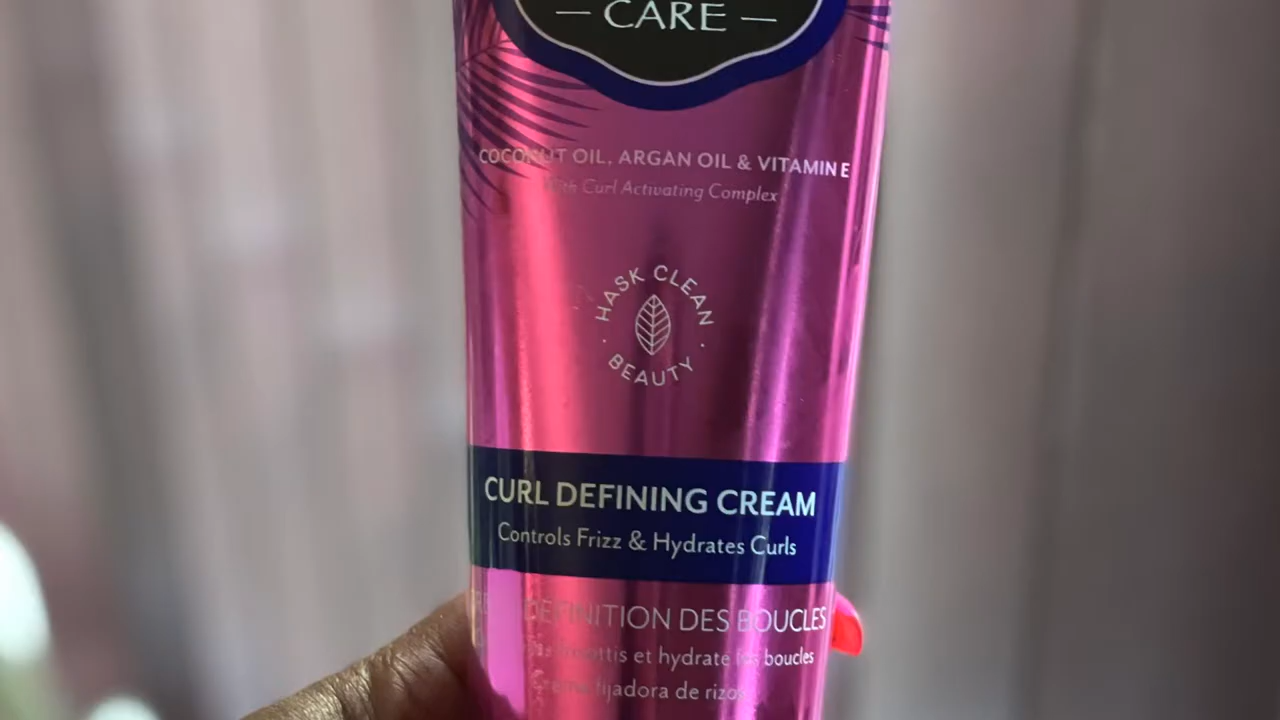 — CARE —
COCONUT OIL, ARGAN OIL & VITAMIN E
With Curl Activating Complex
HASK CLEAN
BEAUTY
CURL DEFINING CREAM
Controls Frizz & Hydrates Curls
DÉFINITION DES BOUCLES
et hydrate les boucles
fijadora de rizos